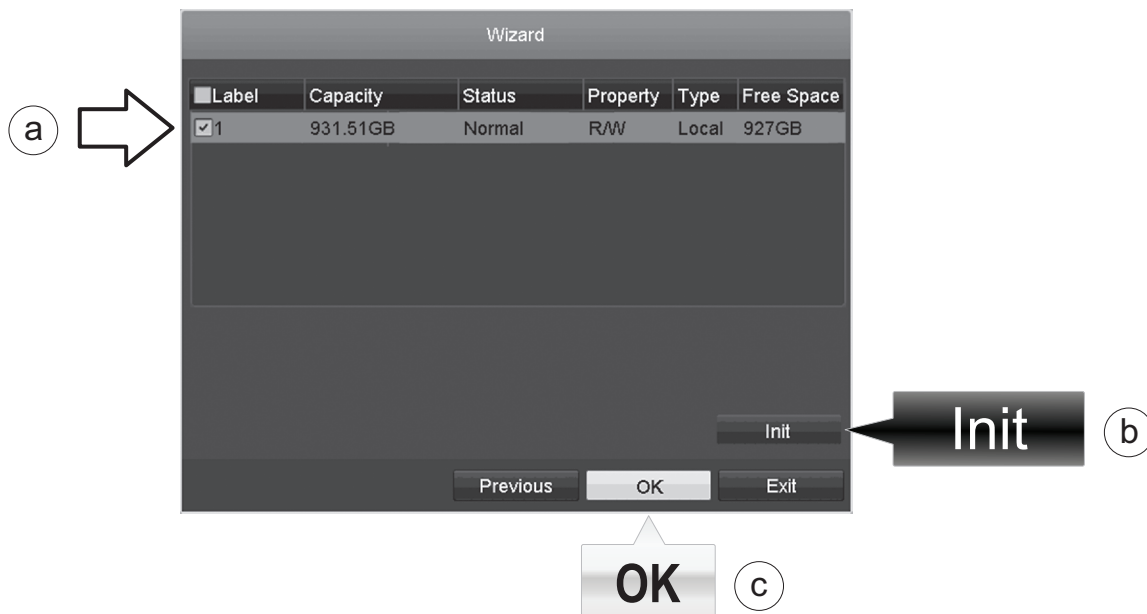 Wizard
Label Capacity Status Property Type Free Space
a
1 931.51GB Normal R/W Local 927GB
Init
Init
b
Previous OK Exit
OK
c